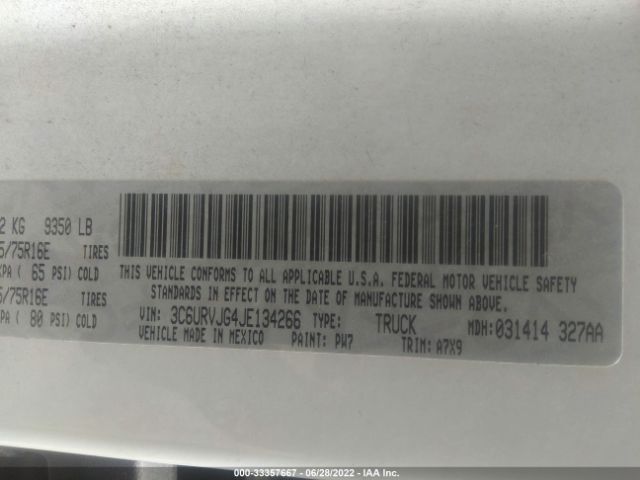 2 KG 9350 LB
5/75R16E TIRES
KPA ( 65 PSI) COLD
5/75R16E TIRES
KPA ( 80 PSI) COLD
THIS VEHICLE CONFORMS TO ALL APPLICABLE U.S.A. FEDERAL MOTOR VEHICLE SAFETY
STANDARDS IN EFFECT ON THE DATE OF MANUFACTURE SHOWN ABOVE.
VIN: 3C6URVJG4JE134266 TYPE: TRUCK MDH: 031414 327AA
VEHICLE MADE IN MEXICO PAINT: PW7 TRIM: A7X9
000-33357667 - 06/28/2022 - IAA Inc.